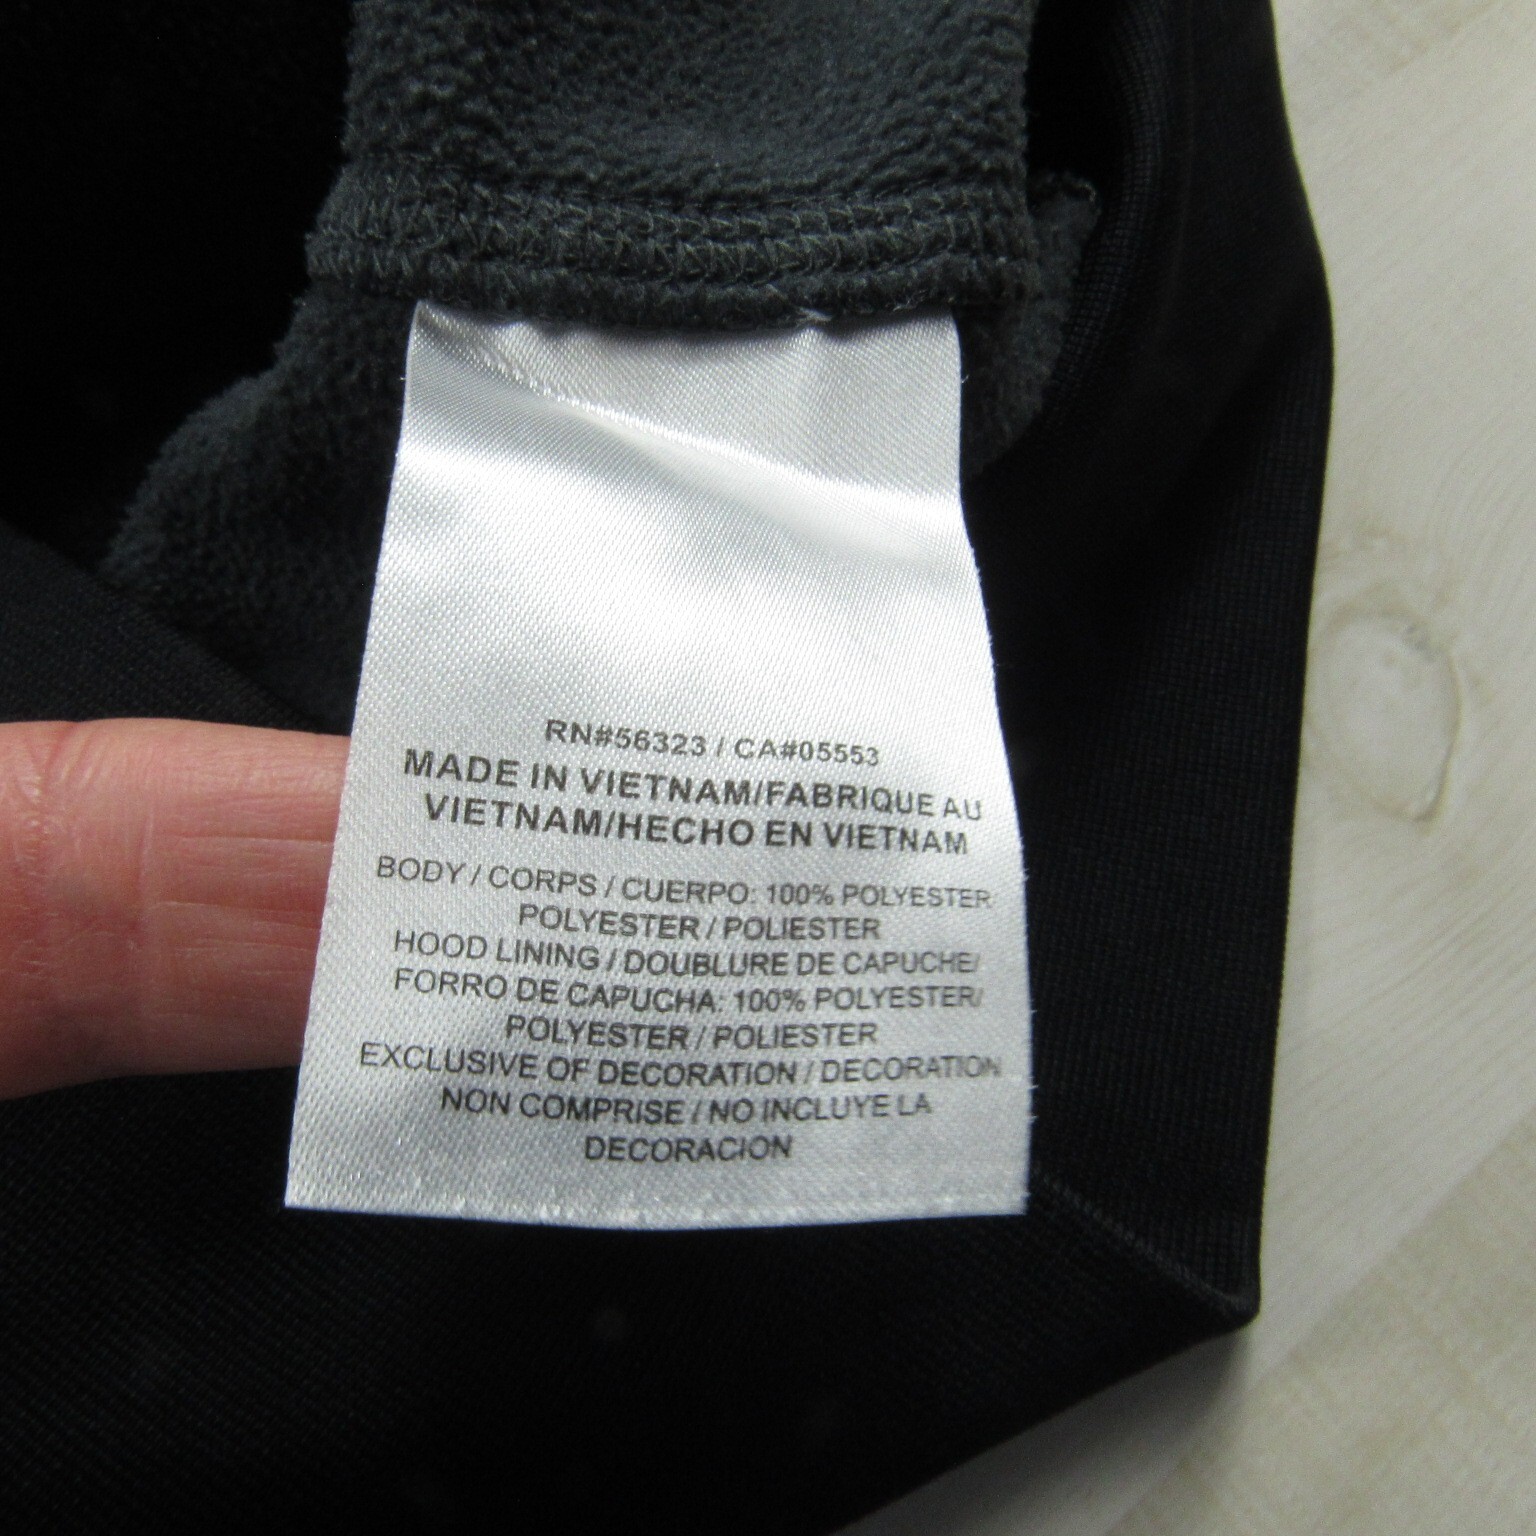 RN#56323 / CA#05553
MADE IN VIETNAM/FABRIQUE AU
VIETNAM/HECHO EN VIETNAM
BODY / CORPS / CUERPO: 100% POLYESTER
POLYESTER / POLIESTER
HOOD LINING / DOUBLURE DE CAPUCHE/
FORRO DE CAPUCHA: 100% POLYESTER/
POLYESTER / POLIESTER
EXCLUSIVE OF DECORATION / DECORATION
NON COMPRISE / NO INCLUYE LA
DECORACION